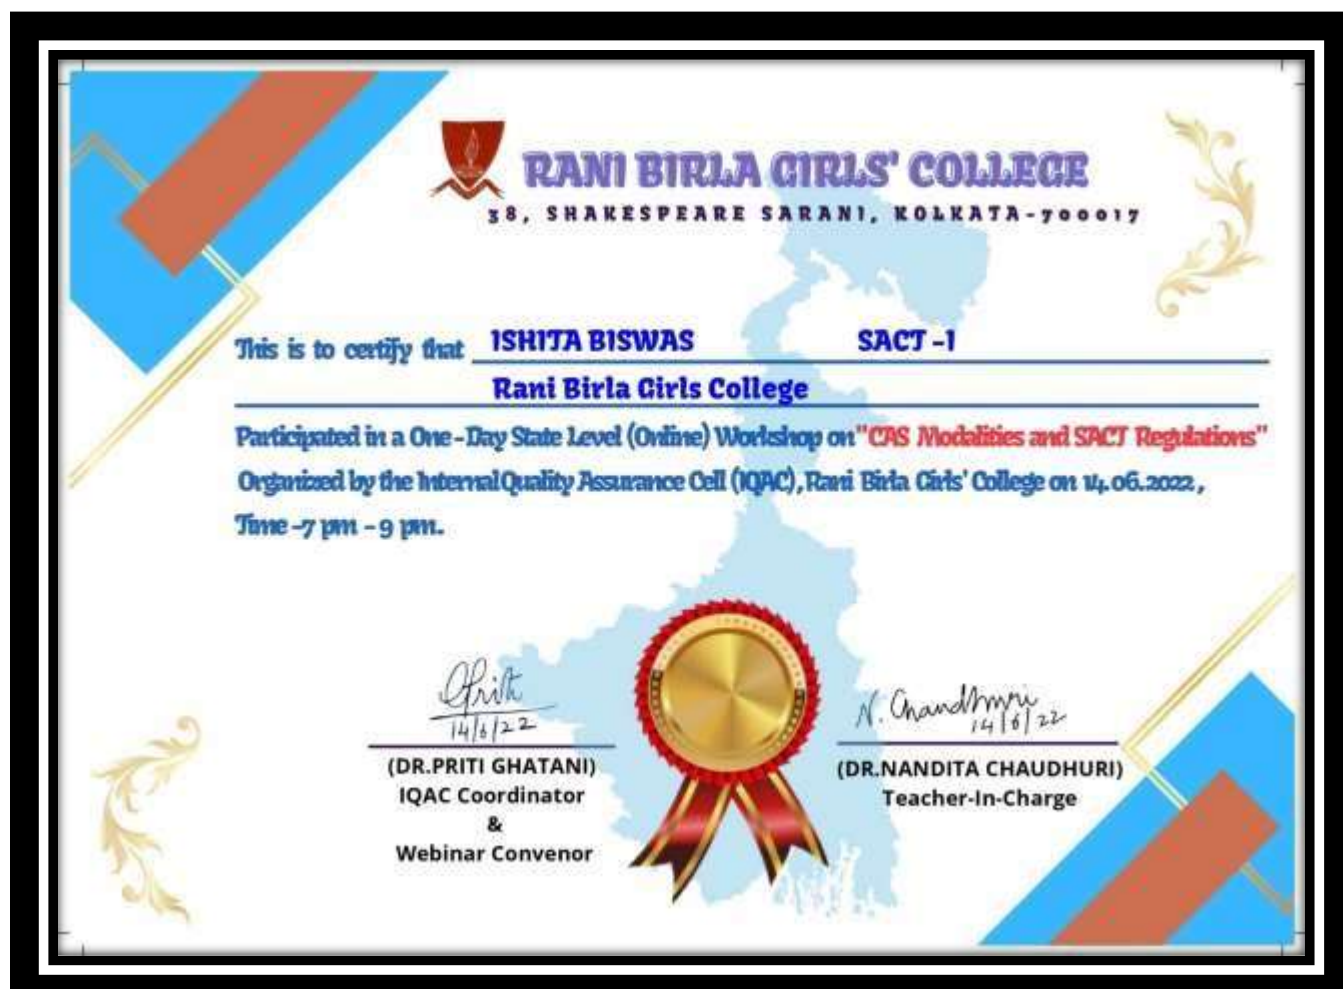 RANI BIRLA GIRLS' COLLEGE
38, SHAKESPEARE SARANI, KOLKATA-700017
This is to certify that ISHITA BISWAS SACT -1
Rani Birla Girls College
Participated in a One-Day State Level (Online) Workshop on "CAS Modalities and SACT Regulations"
Organized by the Internal Quality Assurance Cell (IQAC), Rani Birla Girls' College on 14.06.2022,
Time -7 pm - 9 pm.
14/6/22
N. Chaudhuri
14/6/22
(DR.PRITI GHATANI)
IQAC Coordinator
&
Webinar Convenor
(DR.NANDITA CHAUDHURI)
Teacher-In-Charge